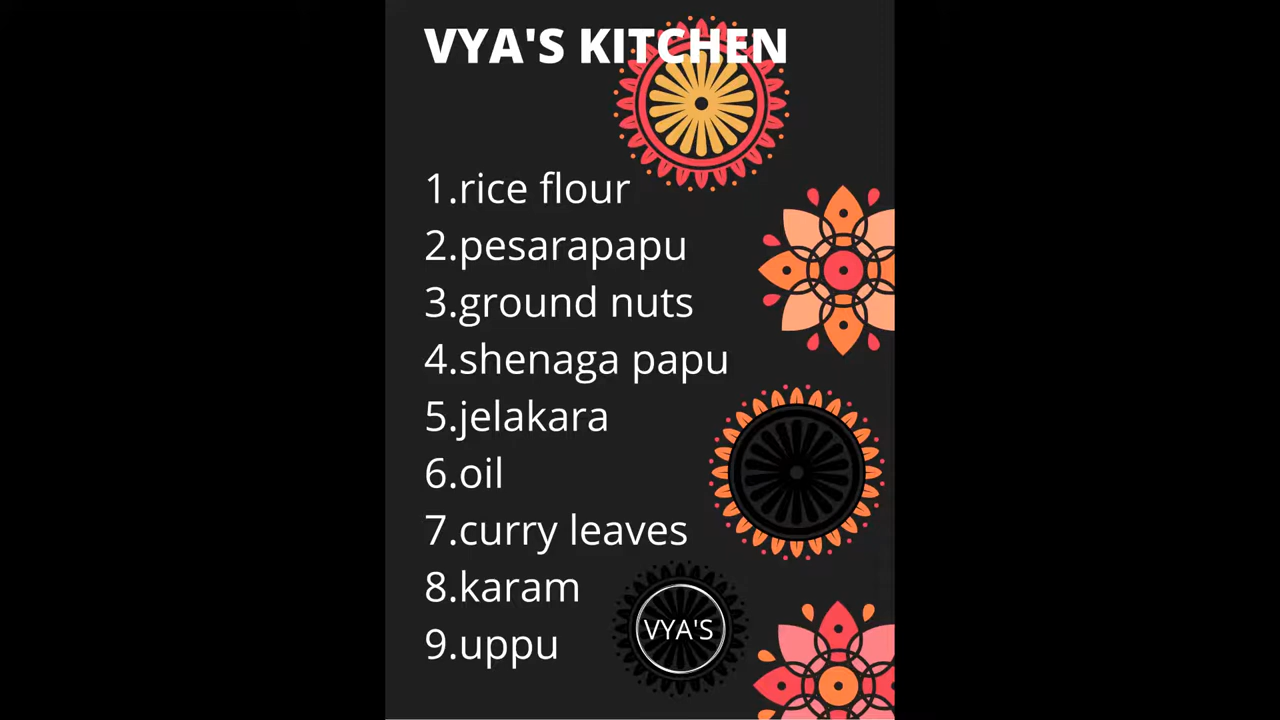 VYA'S KITCHEN
1.rice flour
2.pesarapapu
3.ground nuts
4.shenaga papu
5.jelakara
6.oil
7.curry leaves
8.karam
9.uppu
VYA'S